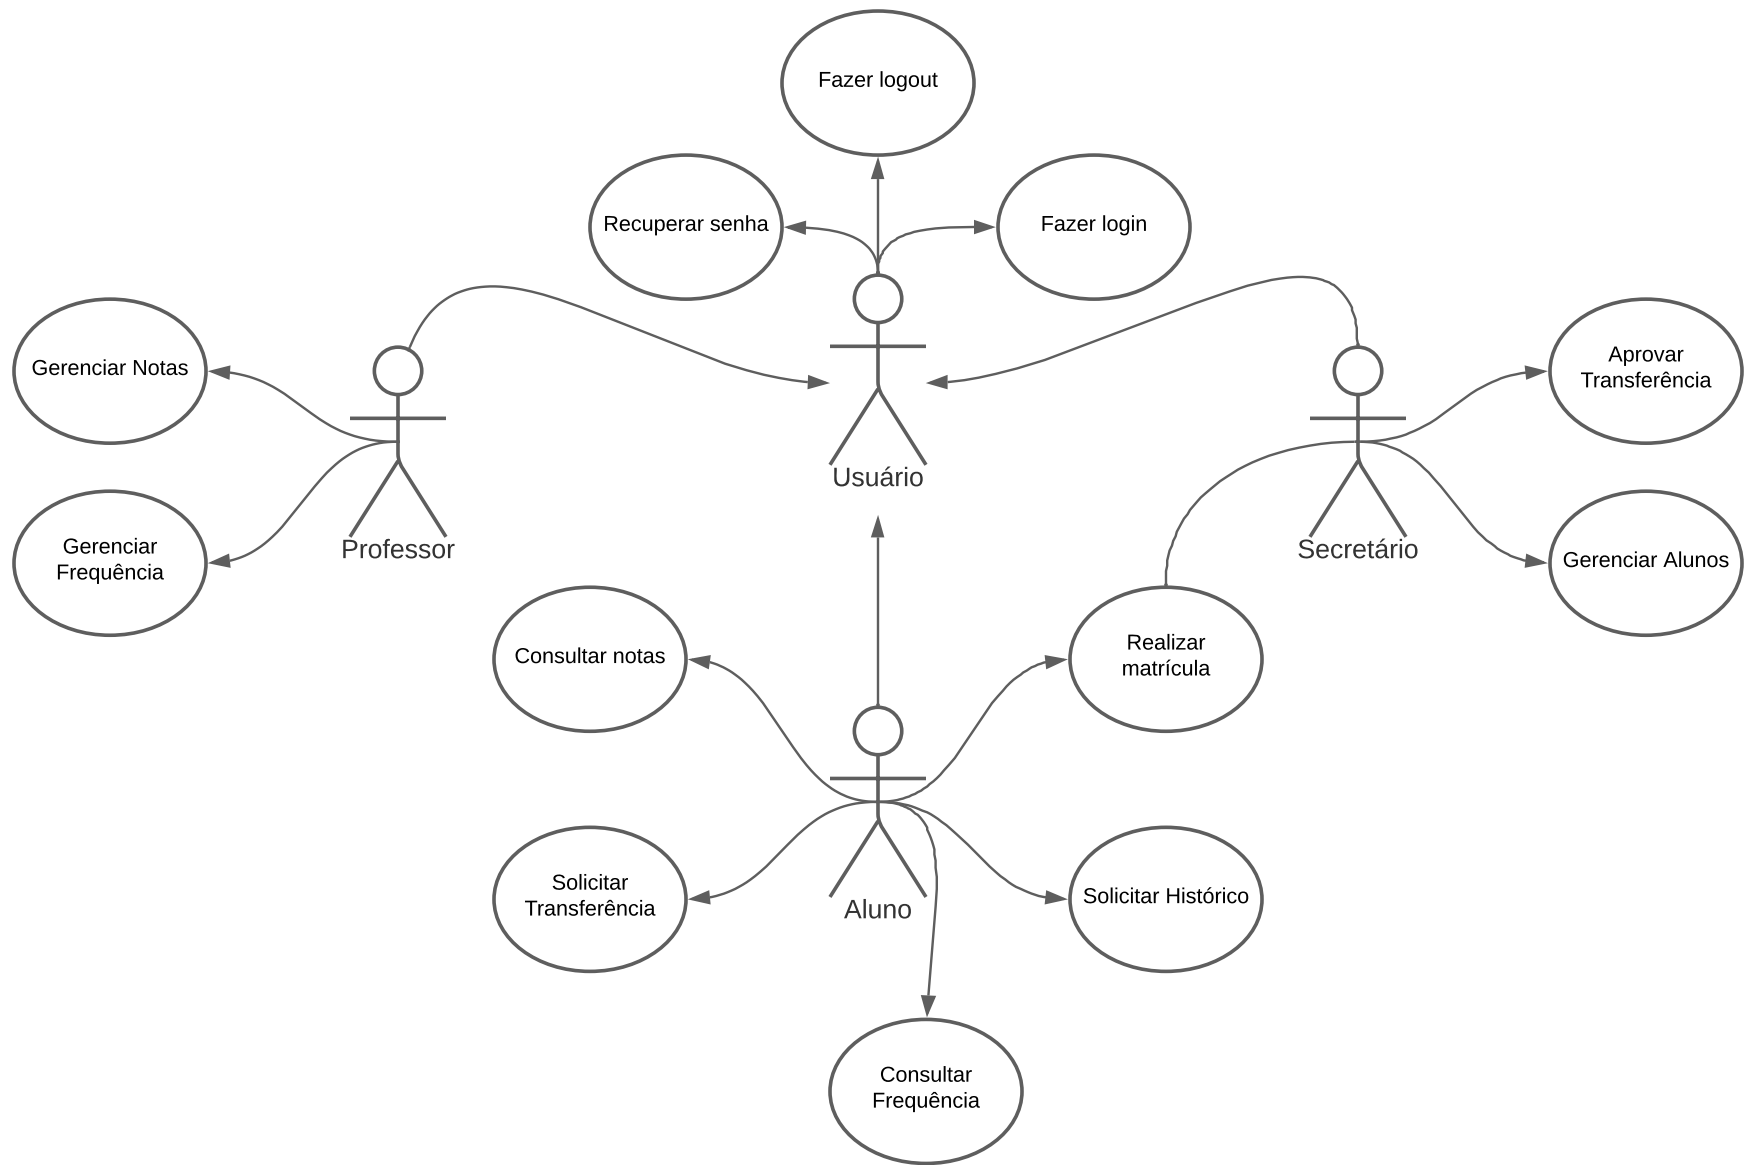 Fazer logout
Recuperar senha
Fazer login
Gerenciar Notas
Aprovar
Transferência
Usuário
Professor
Secretário
Gerenciar
Frequência
Gerenciar Alunos
Consultar notas
Realizar
matrícula
Solicitar
Transferência
Aluno
Solicitar Histórico
Consultar
Frequência